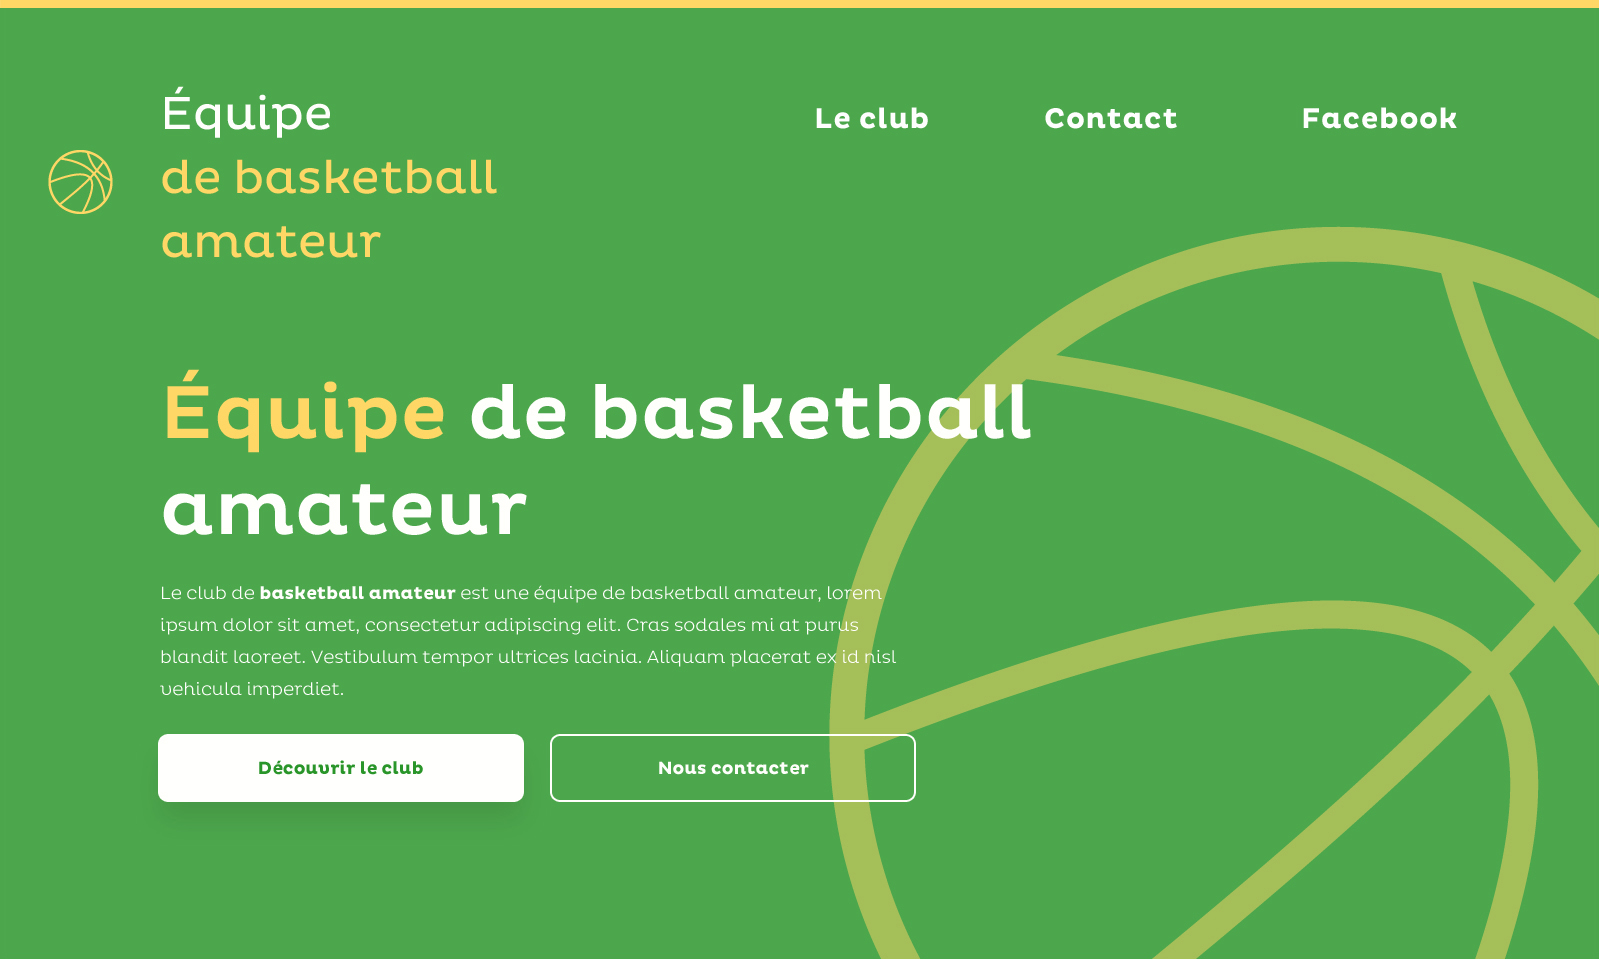 Équipe
de basketball
amateur
Le club
Contact
Facebook
Équipe de basketball
amateur
Le club de basketball amateur est une équipe de basketball amateur, lorem
ipsum dolor sit amet, consectetur adipiscing elit. Cras sodales mi at purus
blandit laoreet. Vestibulum tempor ultrices lacinia. Aliquam placerat ex id nisl
vehicula imperdiet.
Découvrir le club
Nous contacter